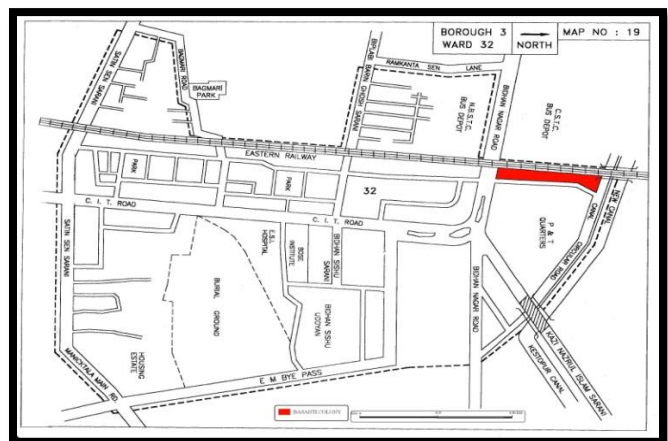 BOROUGH 3
WARD 32
NORTH
MAP NO : 19
SATIN SEN SARANI
BAGMARI ROAD
BAGMARI
PARK
BIPLABI BARIN
GHOSH SARANI
RAMKANTA SEN LANE
N.B.S.T.C.
BUS DEPOT
BIDHAN NAGAR ROAD
C.S.T.C.
BUS DEPOT
EASTERN RAILWAY
PARK
PARK
32
C. I. T. ROAD
C. I. T. ROAD
NEW CANAL
CANAL
CIRCULAR ROAD
P & T
QUARTERS
SATIN SEN SARANI
BURIAL GROUND
E.S.I.
HOSPITAL
BOSE
INSTITUTE
BIDHAN SISHU
SARANI
BIDHAN SISHU
UDDYAN
BIDHAN NAGAR ROAD
KAZI NAZRUL ISLAM SARANI
KESTOPUR CANAL
HOUSING
ESTATE
MANICKTALA MAIN RD.
E M BYE PASS
BASANTI COLONY